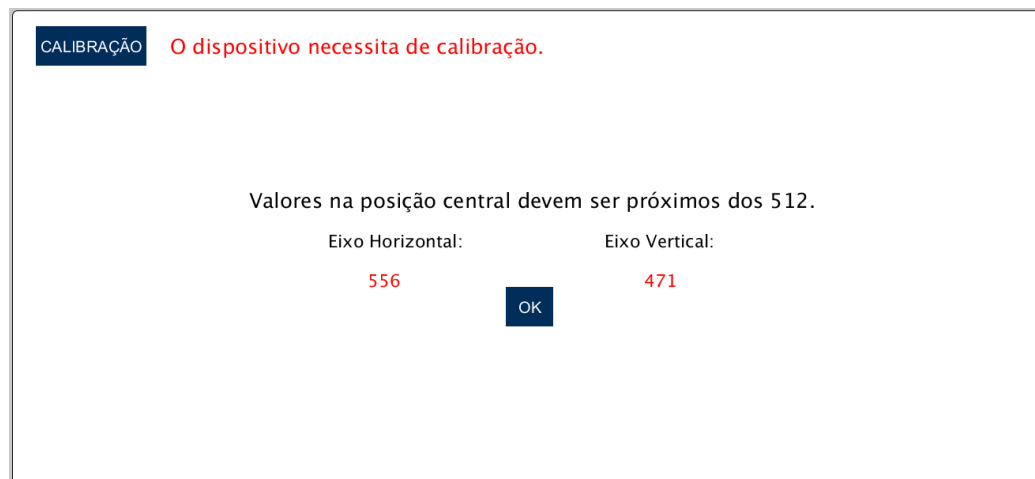 CALIBRAÇÃO O dispositivo necessita de calibração.
Valores na posição central devem ser próximos dos 512.
Eixo Horizontal: Eixo Vertical:
556 471
OK